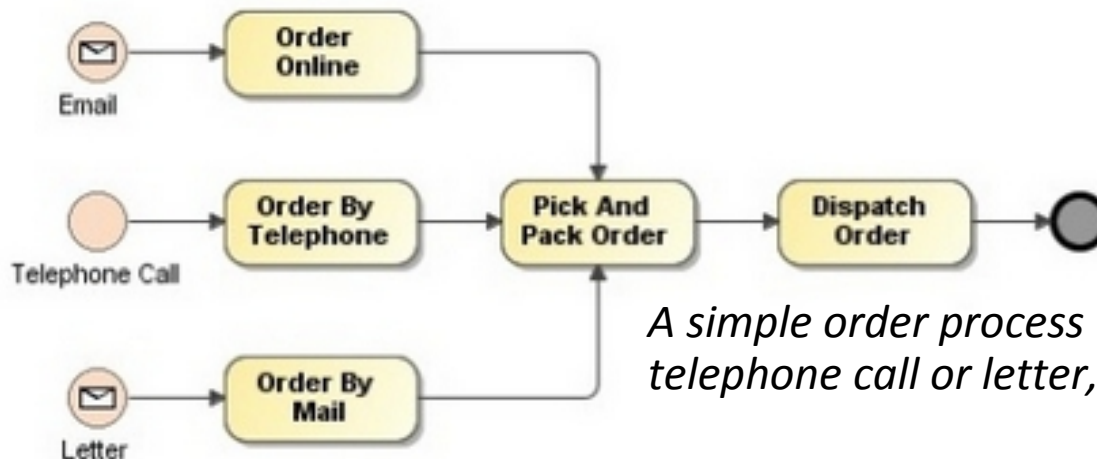 Order
Online
Email
Order By
Telephone
Telephone Call
Pick And
Pack Order
Dispatch
Order
Order By
Mail
Letter
A simple order process
telephone call or letter,